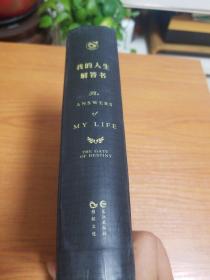 我的人生
解答书
The
ANSWERS
of
MY LIFE
THE GATE
OF DESTINY